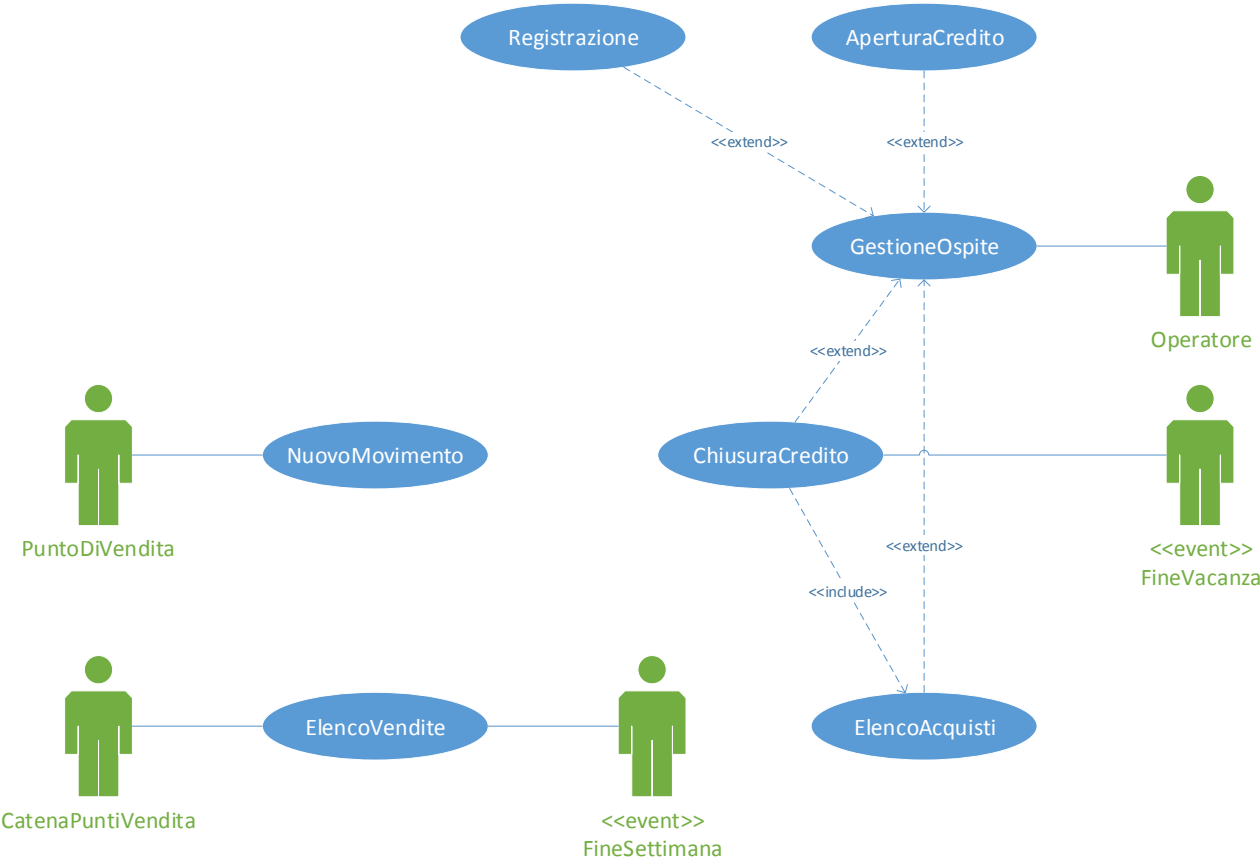 Registrazione
AperturaCredito
<<extend>>
<<extend>>
GestioneOspite
Operatore
<<extend>>
NuovoMovimento
ChiusuraCredito
PuntoDiVendita
<<extend>>
<<event>>
FineVacanza
<<include>>
ElencoVendite
ElencoAcquisti
CatenaPuntiVendita
<<event>>
FineSettimana